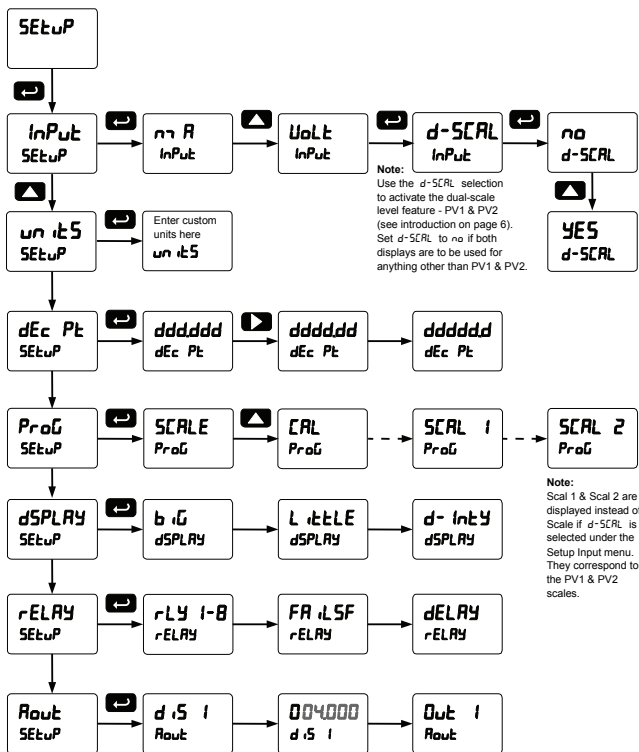 SEtuP
InPut
SEtuP
mA
InPut
VoLt
InPut
d-SCAL
InPut
no
d-SCAL
YES
d-SCAL
Note:
Use the d-SCAL selection
to activate the dual-scale
level feature - PV1 & PV2
(see introduction on page 6).
Set d-SCAL to no if both
displays are to be used for
anything other than PV1 & PV2.
unitS
SEtuP
Enter custom
units here
unitS
dEc Pt
SEtuP
ddd.ddd
dEc Pt
dddd.dd
dEc Pt
ddddd.d
dEc Pt
ProG
SEtuP
SCALE
ProG
CAL
ProG
SCAL 1
ProG
SCAL 2
ProG
Note:
Scal 1 & Scal 2 are
displayed instead of
Scale if d-SCAL is
selected under the
Setup Input menu.
They correspond to
the PV1 & PV2
scales.
dSPLAY
SEtuP
biG
dSPLAY
LittLE
dSPLAY
d-IntY
dSPLAY
rELAY
SEtuP
rLY 1-8
rELAY
FAiLSF
rELAY
dELAY
rELAY
Aout
SEtuP
diS 1
Aout
004.000
diS 1
Out 1
Aout